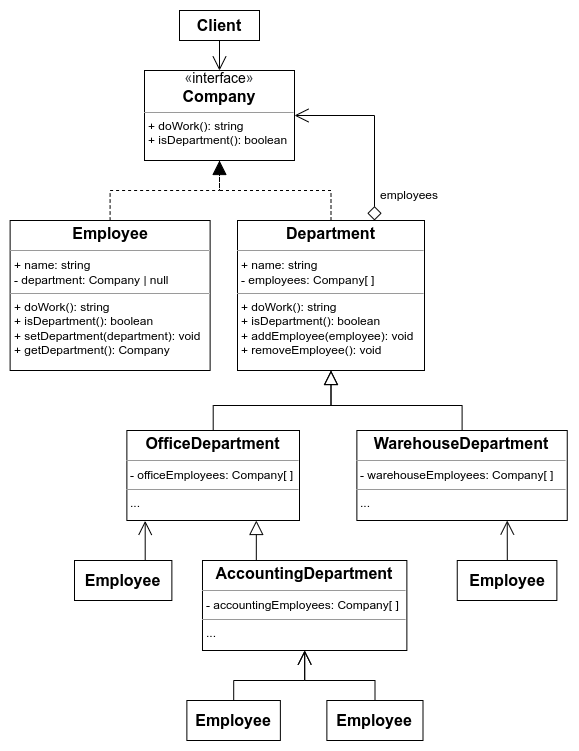 Client
«interface»
Company
+ doWork(): string
+ isDepartment(): boolean
employees
Employee
+ name: string
- department: Company | null
+ doWork(): string
+ isDepartment(): boolean
+ setDepartment(department): void
+ getDepartment(): Company
Department
+ name: string
- employees: Company[ ]
+ doWork(): string
+ isDepartment(): boolean
+ addEmployee(employee): void
+ removeEmployee(): void
OfficeDepartment
- officeEmployees: Company[ ]
...
WarehouseDepartment
- warehouseEmployees: Company[ ]
...
Employee
AccountingDepartment
- accountingEmployees: Company[ ]
...
Employee
Employee
Employee